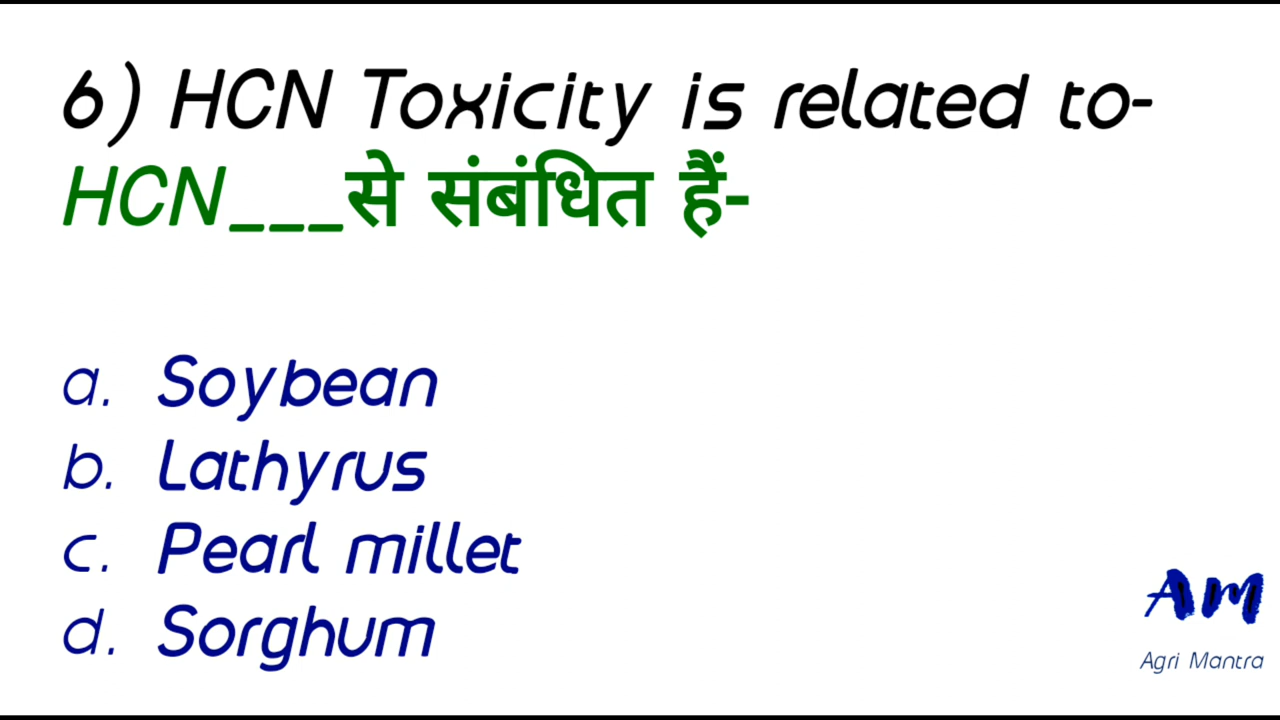 6) HCN Toxicity is related to-
HCN___से संबंधित हैं-
a. Soybean
b. Lathyrus
c. Pearl millet
d. Sorghum
AM
Agri Mantra